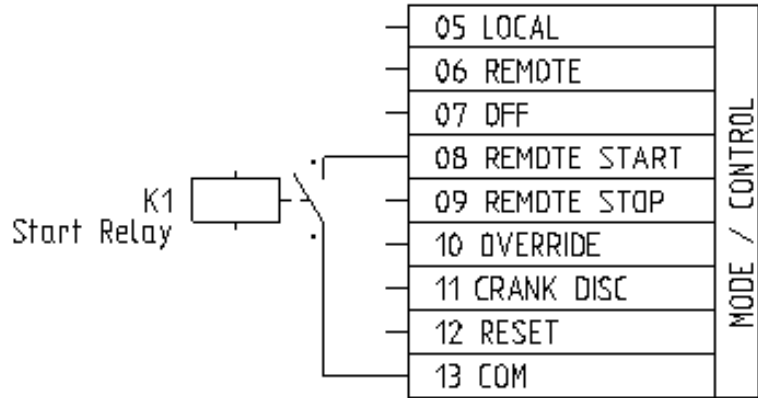 05 LOCAL
06 REMOTE
07 OFF
08 REMOTE START
09 REMOTE STOP
10 OVERRIDE
11 CRANK DISC
12 RESET
13 COM
MODE / CONTROL
K1
Start Relay